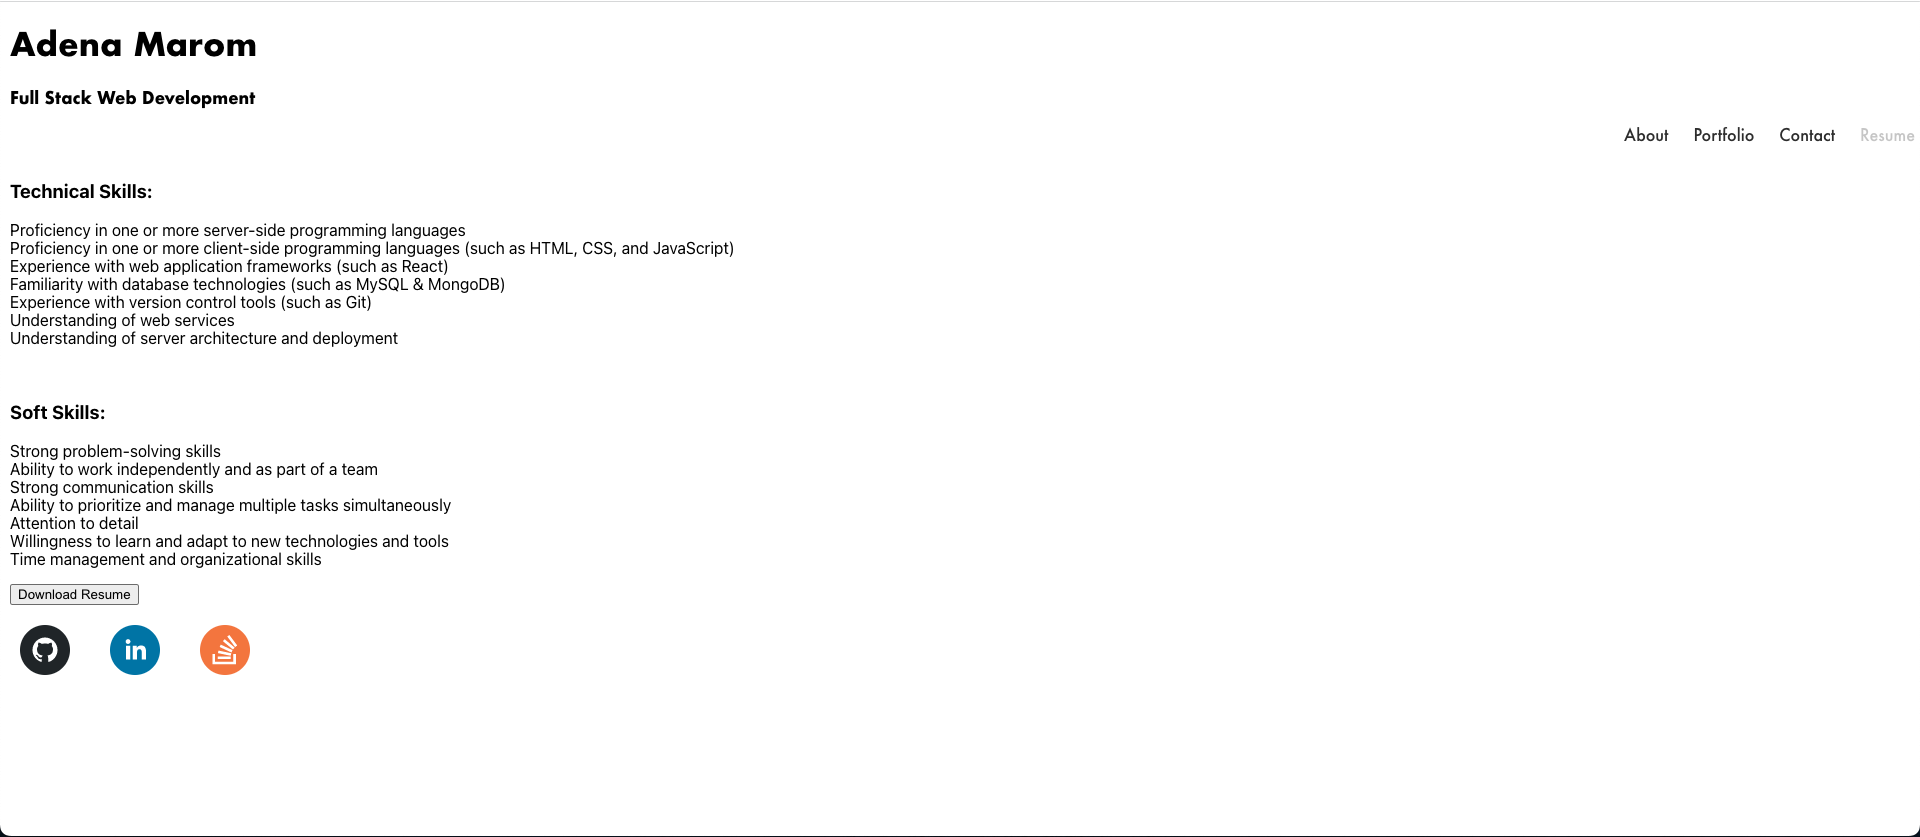 Adena Marom
Full Stack Web Development
About Portfolio Contact Resume
Technical Skills:
Proficiency in one or more server-side programming languages
Proficiency in one or more client-side programming languages (such as HTML, CSS, and JavaScript)
Experience with web application frameworks (such as React)
Familiarity with database technologies (such as MySQL & MongoDB)
Experience with version control tools (such as Git)
Understanding of web services
Understanding of server architecture and deployment
Soft Skills:
Strong problem-solving skills
Ability to work independently and as part of a team
Strong communication skills
Ability to prioritize and manage multiple tasks simultaneously
Attention to detail
Willingness to learn and adapt to new technologies and tools
Time management and organizational skills
Download Resume
in